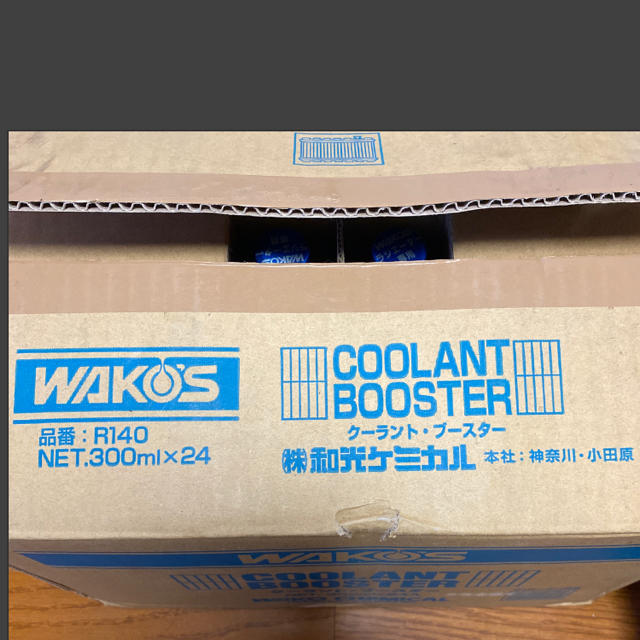 WAKO'S
WAKO'S
品番：R140
NET.300ml×24
COOLANT
BOOSTER
クーラント・ブースター
㈱和光ケミカル 本社：神奈川・小田原
WAKO'S
COOLANT
BOOSTER